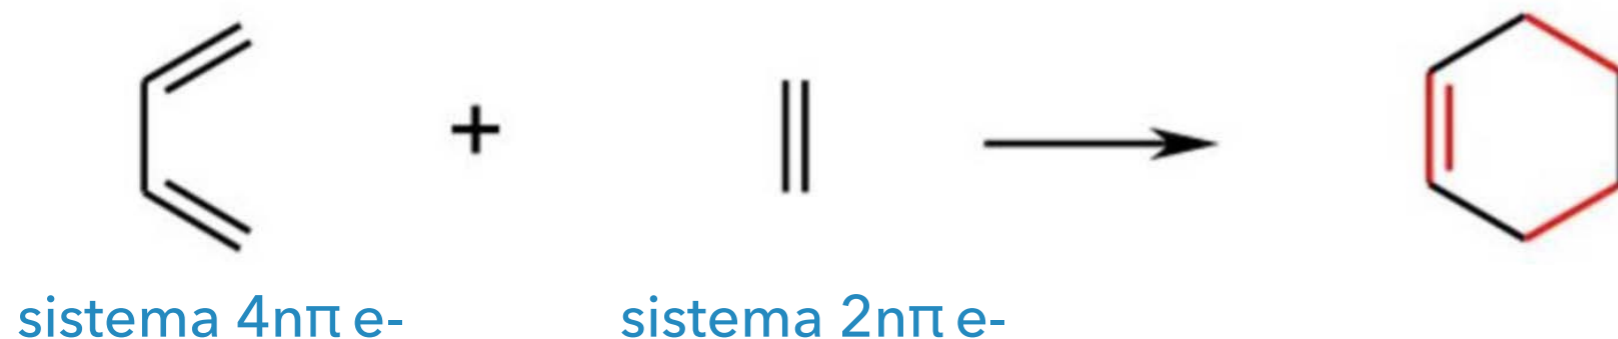 +
sistema 4nπ e-
sistema 2nπ e-